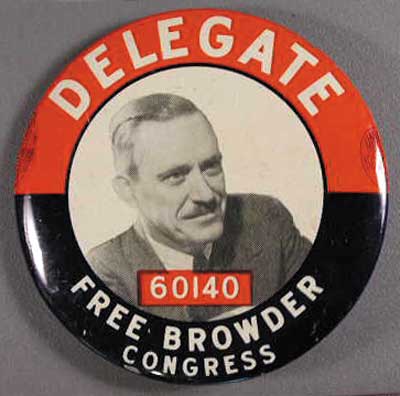 DELEGATE
60140
FREE BROWDER
CONGRESS